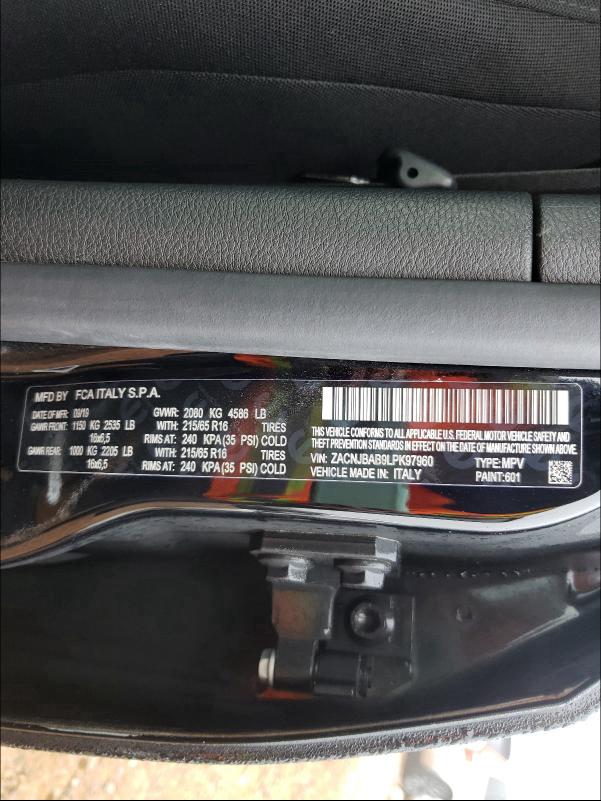 MFD BY FCA ITALY S.P.A.
DATE OF MFR: 09/19 GVWR: 2080 KG 4586 LB
GAWR FRONT: 1150 KG 2535 LB WITH: 215/65 R16 TIRES
16x6,5 RIMS AT: 240 KPA (35 PSI) COLD
GAWR REAR: 1000 KG 2205 LB WITH: 215/65 R16 TIRES
16x6,5 RIMS AT: 240 KPA (35 PSI) COLD
THIS VEHICLE CONFORMS TO ALL APPLICABLE U.S. FEDERAL MOTOR VEHICLE SAFETY AND
THEFT PREVENTION STANDARDS IN EFFECT ON THE DATE OF MANUFACTURE SHOWN ABOVE.
VIN: ZACNJBAB9LPK97960 TYPE: MPV
VEHICLE MADE IN: ITALY PAINT:601